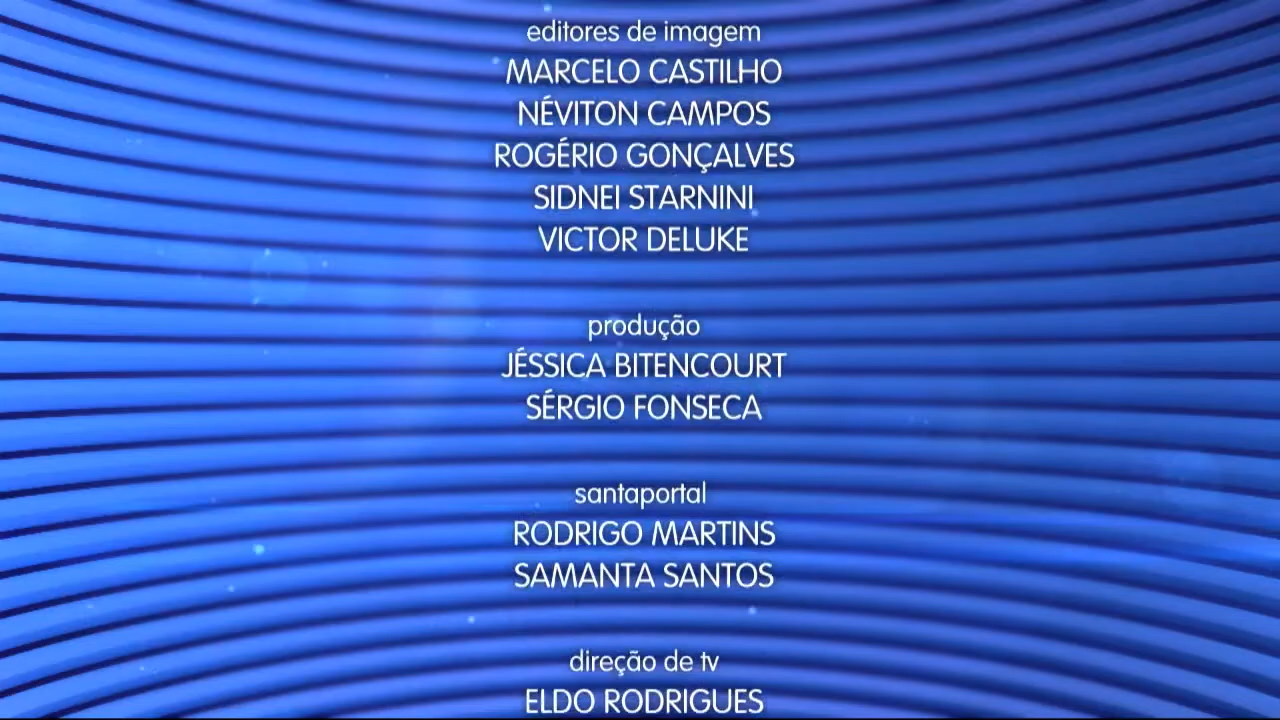 editores de imagem
MARCELO CASTILHO
NÉVITON CAMPOS
ROGÉRIO GONÇALVES
SIDNEI STARNINI
VICTOR DELUKE
produção
JÉSSICA BITENCOURT
SÉRGIO FONSECA
santaportal
RODRIGO MARTINS
SAMANTA SANTOS
direção de tv
ELDO RODRIGUES